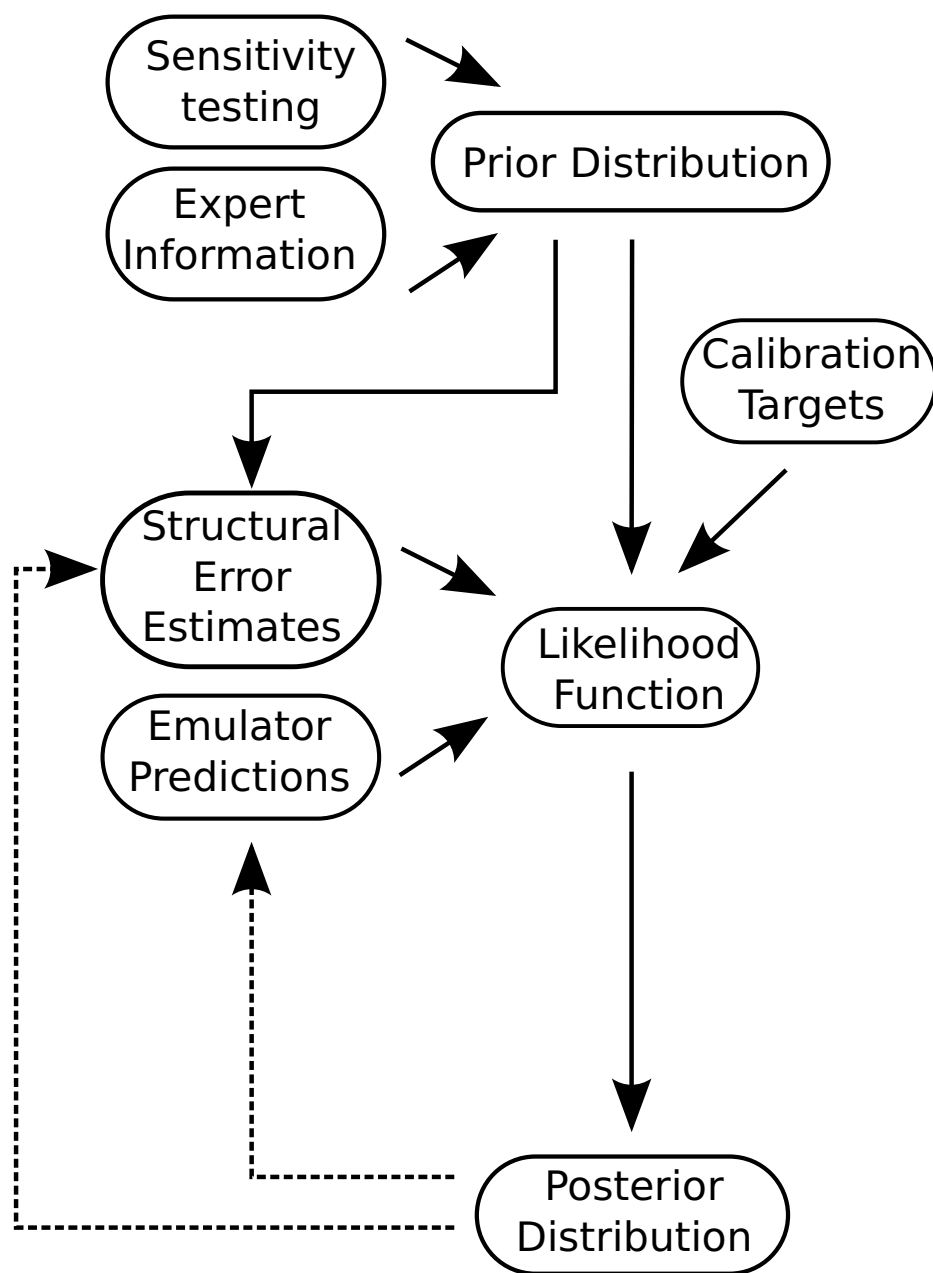 Sensitivity
testing
Prior Distribution
Expert
Information
Calibration
Targets
Structural
Error
Estimates
Likelihood
Function
Emulator
Predictions
Posterior
Distribution